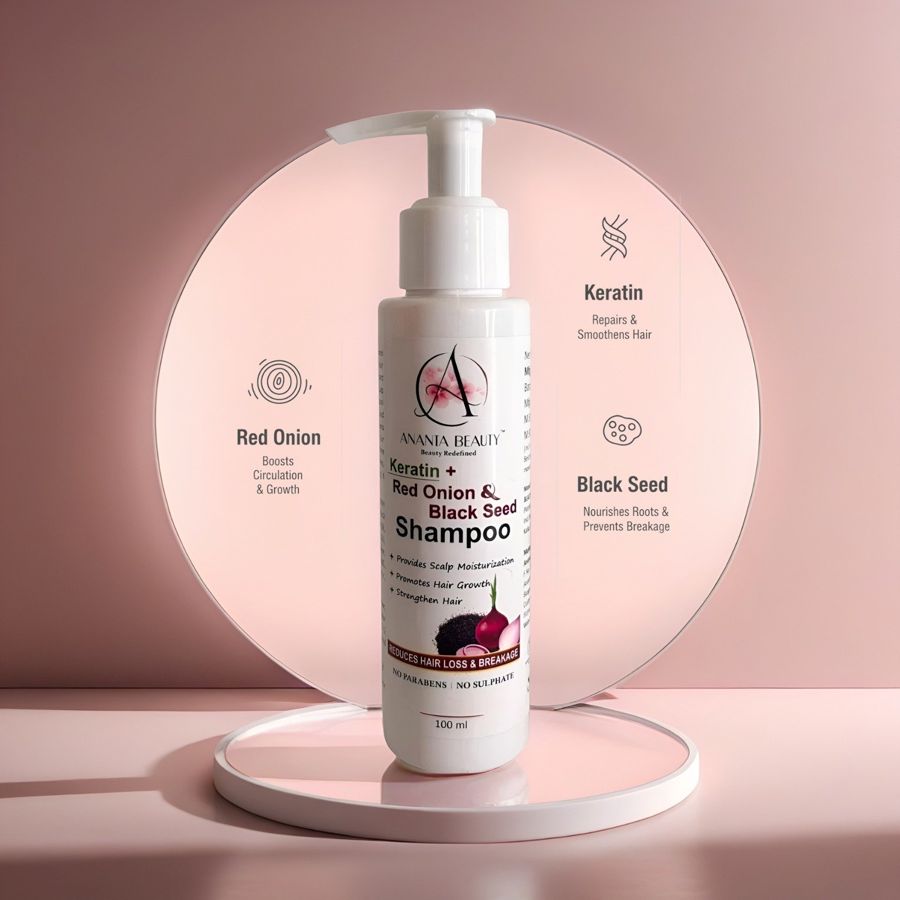 Keratin
Repairs &
Smoothens Hair
Red Onion
Boosts
Circulation
& Growth
Black Seed
Nourishes Roots &
Prevents Breakage
A
ANANTA BEAUTY™
Beauty Redefined
Keratin +
Red Onion &
Black Seed
Shampoo
+ Provides Scalp Moisturization
+ Promotes Hair Growth
+ Strengthen Hair
REDUCES HAIR LOSS & BREAKAGE
NO PARABENS | NO SULPHATE
100 ml